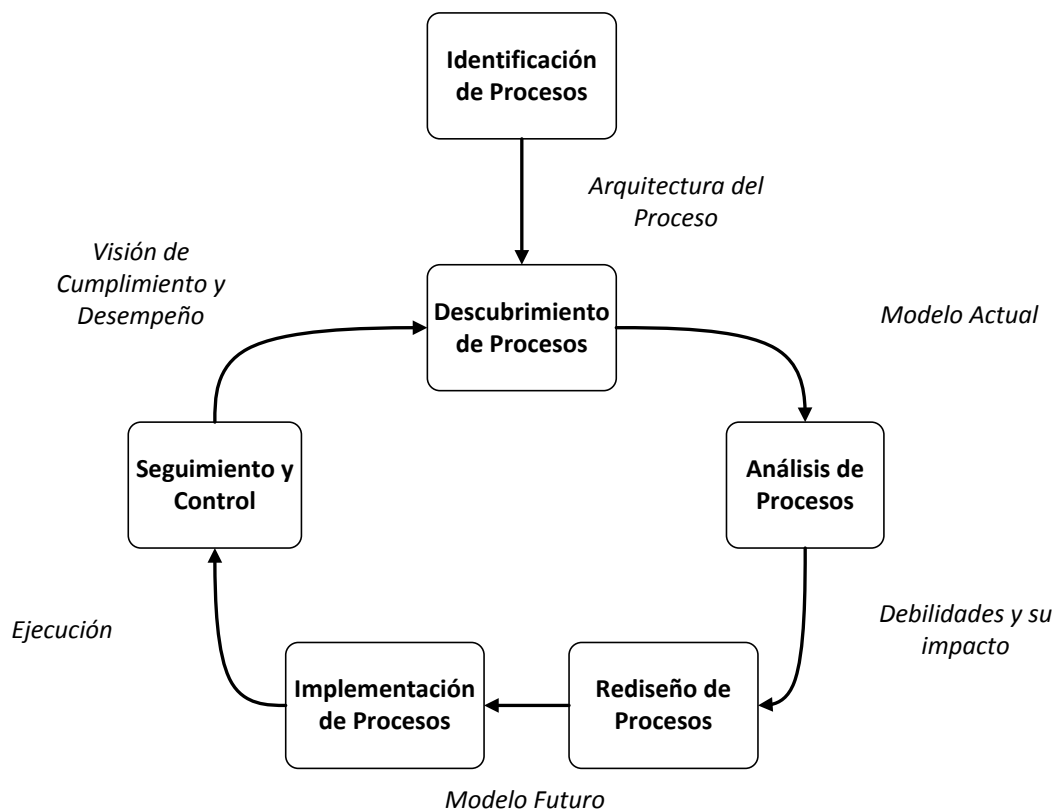 Identificación
de Procesos
Arquitectura del
Proceso
Visión de
Cumplimiento y
Desempeño
Descubrimiento
de Procesos
Modelo Actual
Seguimiento y
Control
Análisis de
Procesos
Ejecución
Debilidades y su
impacto
Implementación
de Procesos
Rediseño de
Procesos
Modelo Futuro